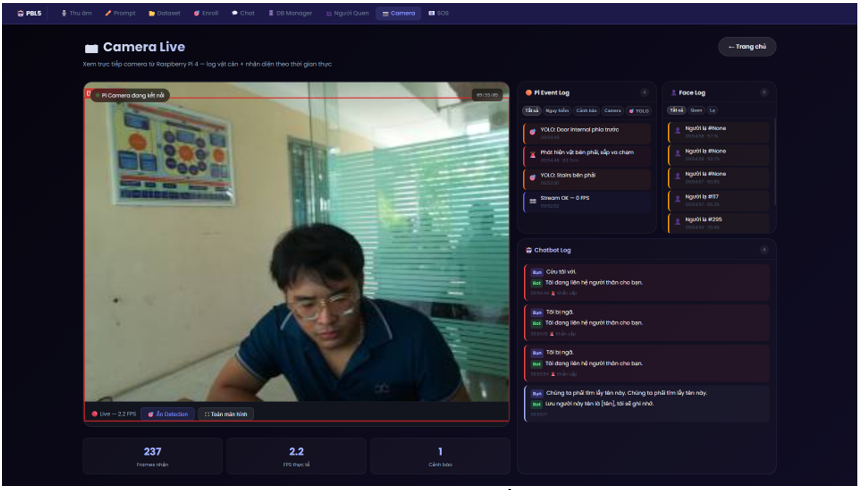 PBL5 Thu âm Prompt Dataset Enroll Chat DB Manager Người Quen Camera SOS
Camera Live
← Trang chủ
Xem trực tiếp camera từ Raspberry Pi 4 — log vật cản + nhận diện theo thời gian thực
Pi Camera đang kết nối
Live — 2.2 FPS Ẩn Detection Toàn màn hình
237
Frames nhận
2.2
FPS thực tế
1
Cảnh báo
Pi Event Log
Tất cả Nguy hiểm Cảnh báo Camera YOLO
YOLO: Door Internal phía trước
Phát hiện vật bên phải, sắp va chạm
YOLO: Stairs bên phải
Stream OK — 0 FPS
Face Log
Tất cả Quen Lạ
Người lạ #None
Người lạ #None
Người lạ #None
Người lạ #117
Người lạ #295
Chatbot Log
Bạn Cứu tôi với.
Bot Tôi đang liên hệ người thân cho bạn.
Bạn Tôi bị ngã.
Bot Tôi đang liên hệ người thân cho bạn.
Bạn Tôi bị ngã.
Bot Tôi đang liên hệ người thân cho bạn.
Bạn Chúng ta phải tìm lấy tên này. Chúng ta phải tìm lấy tên này.
Bot Lưu người này tên là [tên], tôi sẽ ghi nhớ.